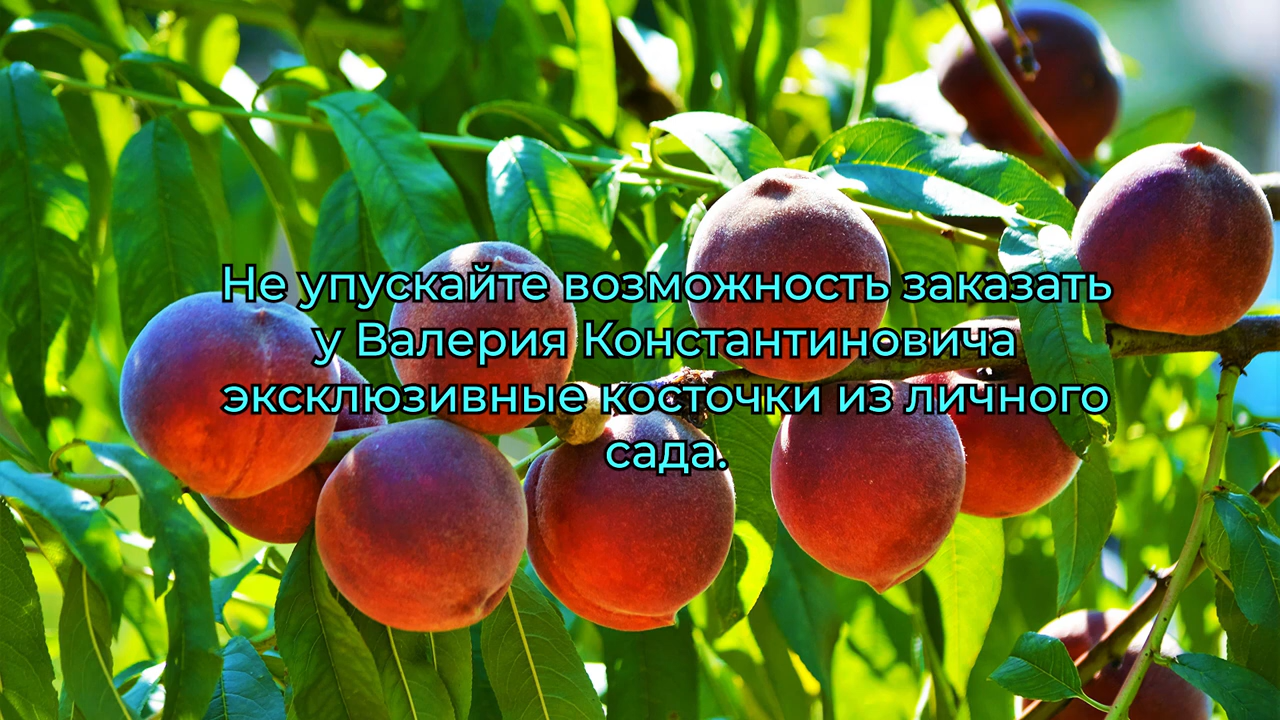 Не упускайте возможность заказать
у Валерия Константиновича
эксклюзивные косточки из личного
сада.